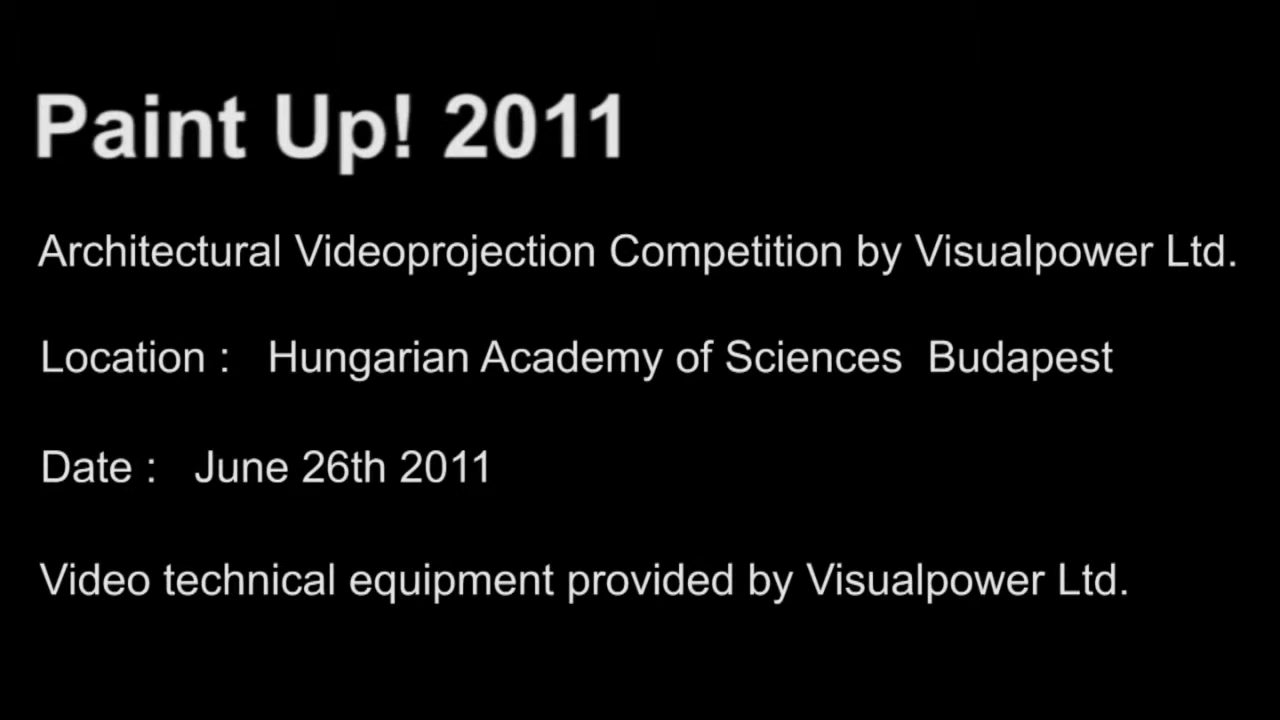 Paint Up! 2011
Architectural Videoprojection Competition by Visualpower Ltd.
Location :   Hungarian Academy of Sciences  Budapest
Date :   June 26th 2011
Video technical equipment provided by Visualpower Ltd.